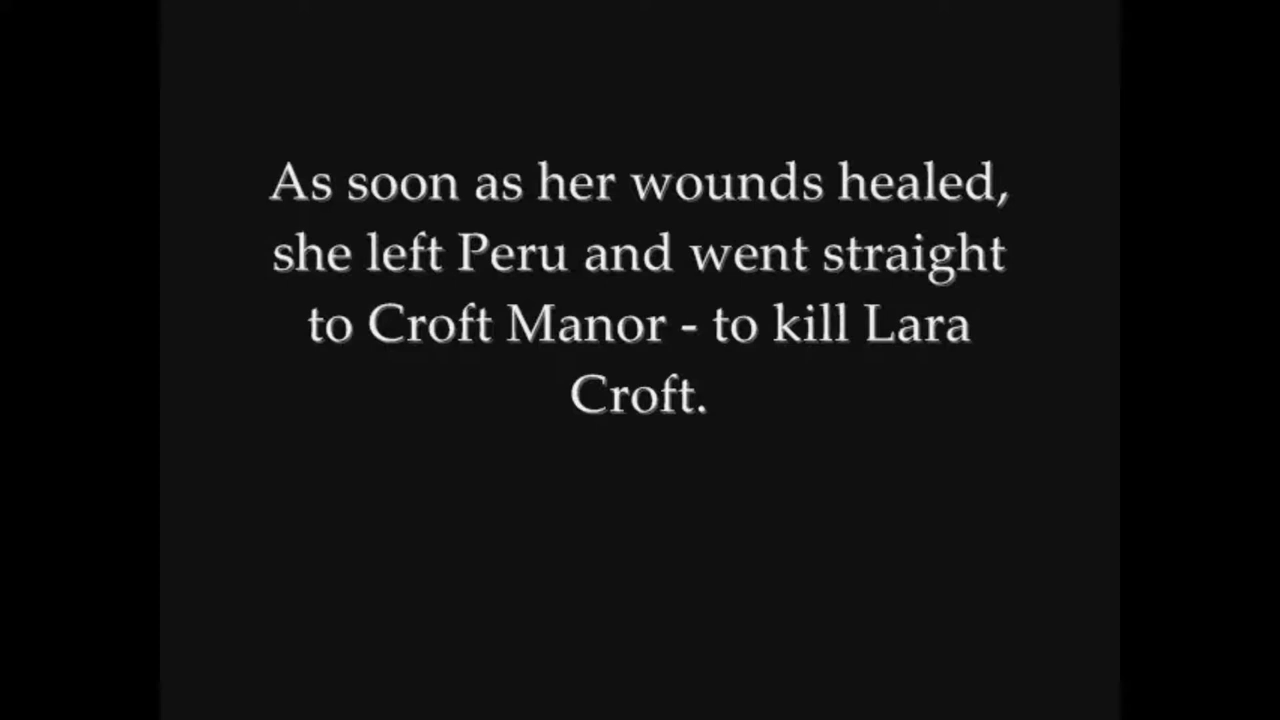 As soon as her wounds healed,
she left Peru and went straight
to Croft Manor - to kill Lara
Croft.